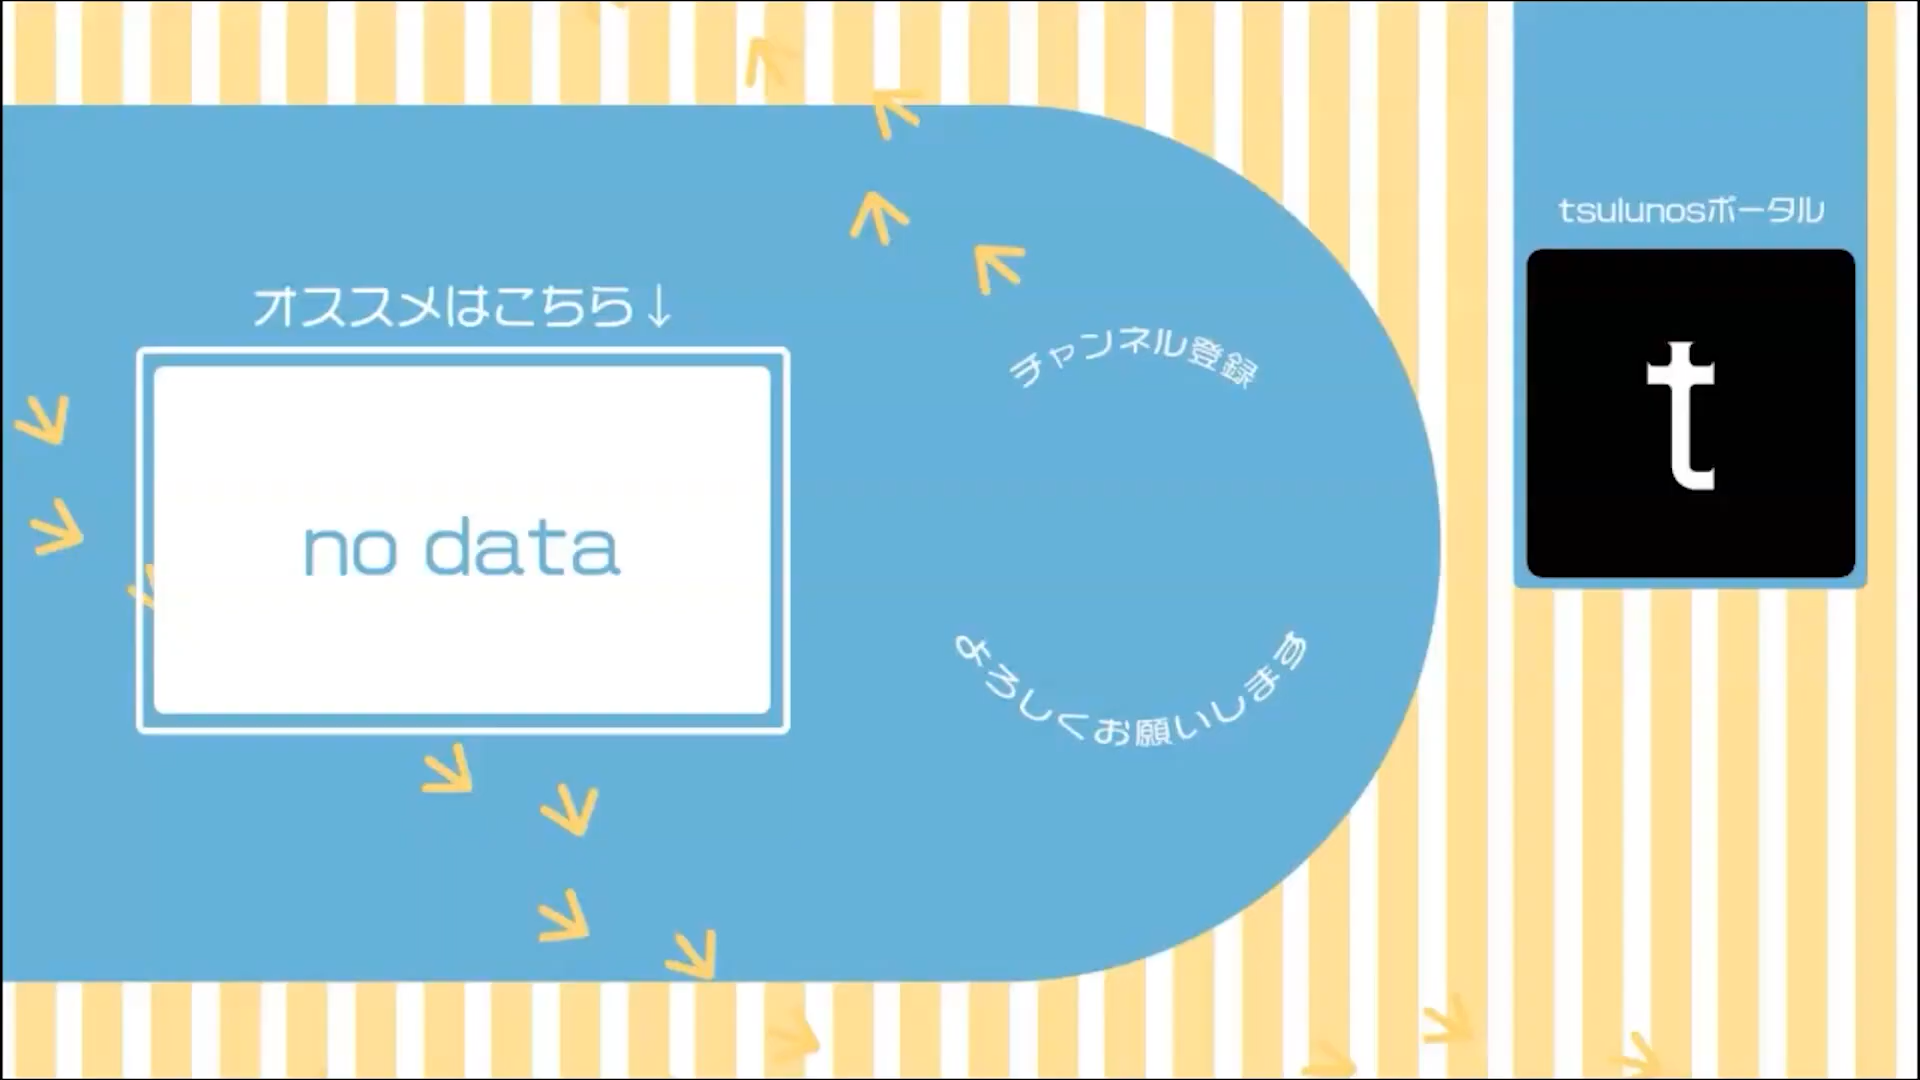 オススメはこちら↓
no data
チャンネル登録
よろしくお願いします
tsulunosポータル
t